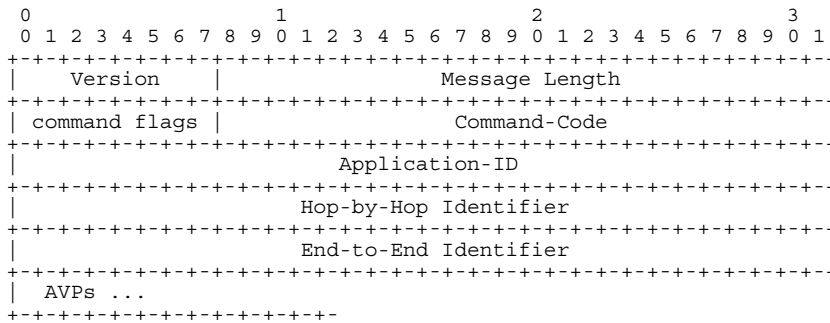 0                   1                   2                   3
0 1 2 3 4 5 6 7 8 9 0 1 2 3 4 5 6 7 8 9 0 1 2 3 4 5 6 7 8 9 0 1
+-+-+-+-+-+-+-+-+-+-+-+-+-+-+-+-+-+-+-+-+-+-+-+-+-+-+-+-+-+-+-+-
|    Version    |                 Message Length
+-+-+-+-+-+-+-+-+-+-+-+-+-+-+-+-+-+-+-+-+-+-+-+-+-+-+-+-+-+-+-+-
| command flags |                  Command-Code
+-+-+-+-+-+-+-+-+-+-+-+-+-+-+-+-+-+-+-+-+-+-+-+-+-+-+-+-+-+-+-+-
|                         Application-ID
+-+-+-+-+-+-+-+-+-+-+-+-+-+-+-+-+-+-+-+-+-+-+-+-+-+-+-+-+-+-+-+-
|                      Hop-by-Hop Identifier
+-+-+-+-+-+-+-+-+-+-+-+-+-+-+-+-+-+-+-+-+-+-+-+-+-+-+-+-+-+-+-+-
|                      End-to-End Identifier
+-+-+-+-+-+-+-+-+-+-+-+-+-+-+-+-+-+-+-+-+-+-+-+-+-+-+-+-+-+-+-+-
|  AVPs ...
+-+-+-+-+-+-+-+-+-+-+-+-+-